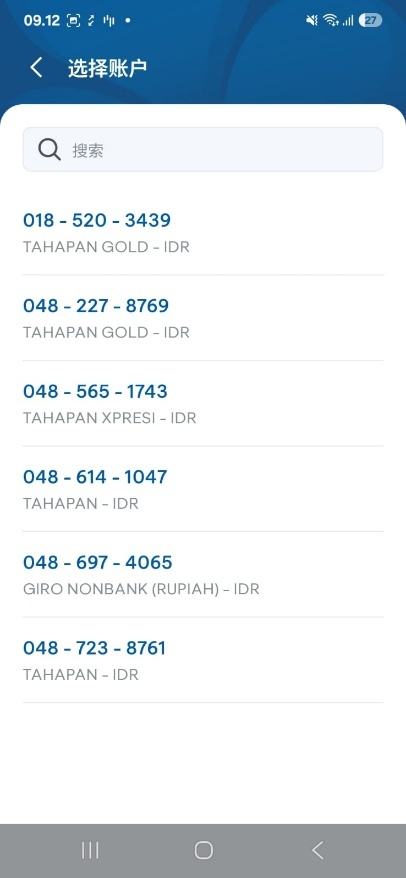 09.12
27
选择账户
搜索
018 - 520 - 3439
TAHAPAN GOLD - IDR
048 - 227 - 8769
TAHAPAN GOLD - IDR
048 - 565 - 1743
TAHAPAN XPRESI - IDR
048 - 614 - 1047
TAHAPAN - IDR
048 - 697 - 4065
GIRO NONBANK (RUPIAH) - IDR
048 - 723 - 8761
TAHAPAN - IDR